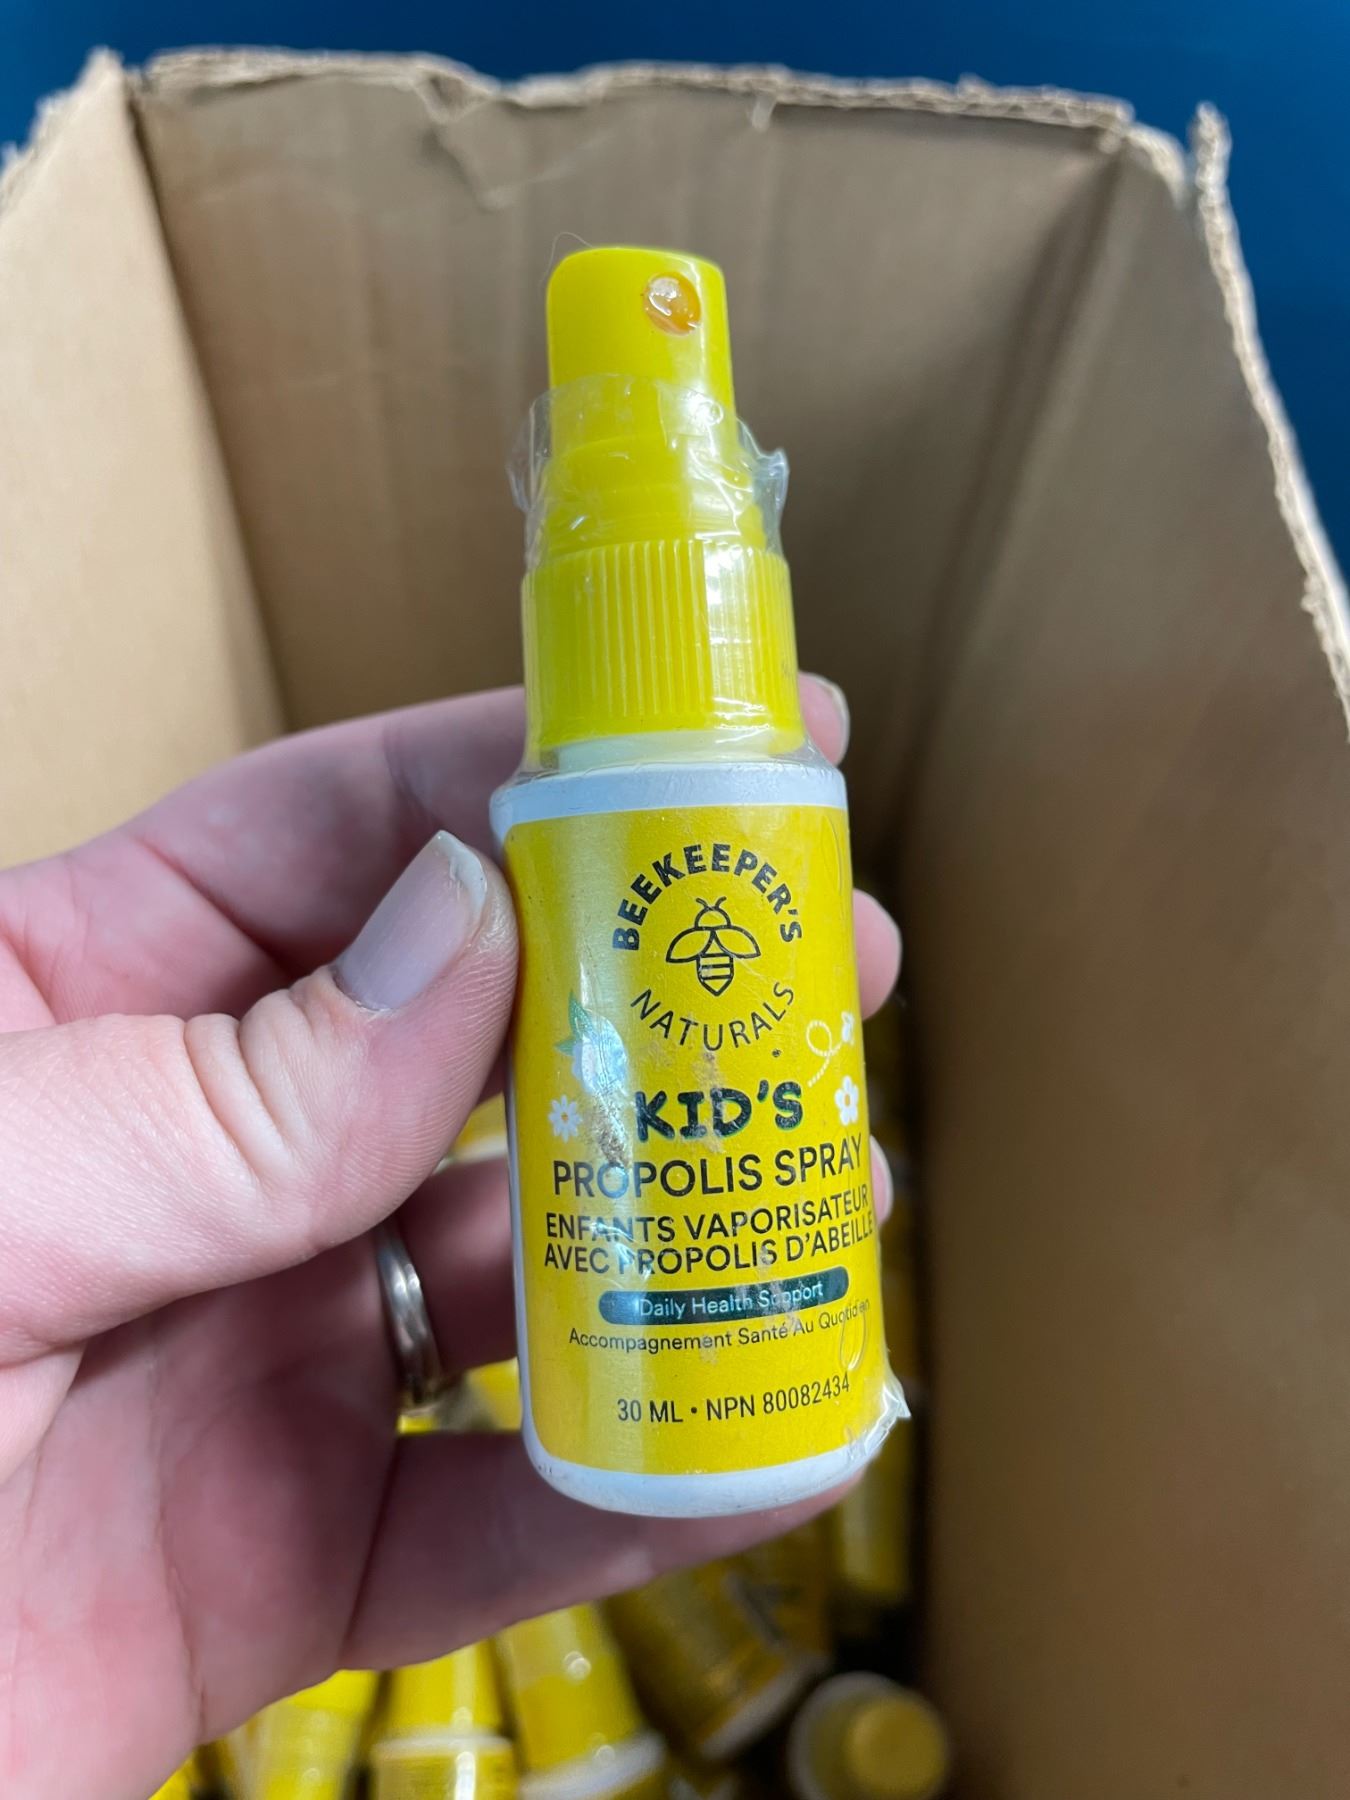 BEEKEEPER'S
NATURALS
KID'S
PROPOLIS SPRAY
ENFANTS VAPORISATEUR
AVEC PROPOLIS D'ABEILLE
Daily Health Support
Accompagnement Santé Au Quotidien
30 ML • NPN 80082434